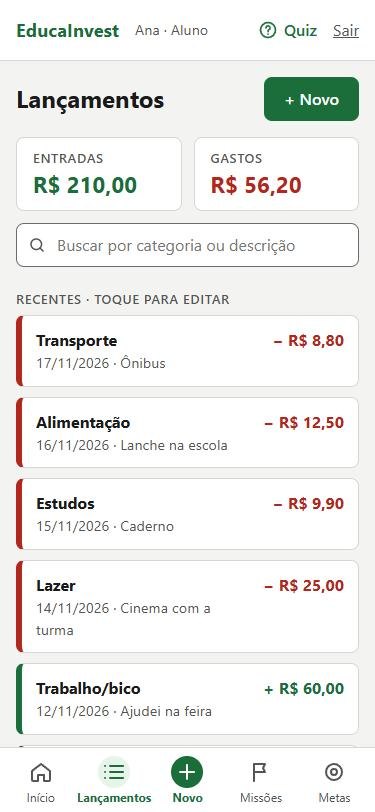 EducaInvest Ana · Aluno Quiz Sair
Lançamentos + Novo
ENTRADAS GASTOS
R$ 210,00 R$ 56,20
Buscar por categoria ou descrição
RECENTES · TOQUE PARA EDITAR
Transporte − R$ 8,80
17/11/2026 · Ônibus
Alimentação − R$ 12,50
16/11/2026 · Lanche na escola
Estudos − R$ 9,90
15/11/2026 · Caderno
Lazer − R$ 25,00
14/11/2026 · Cinema com a
turma
Trabalho/bico + R$ 60,00
12/11/2026 · Ajudei na feira
Início Lançamentos Novo Missões Metas